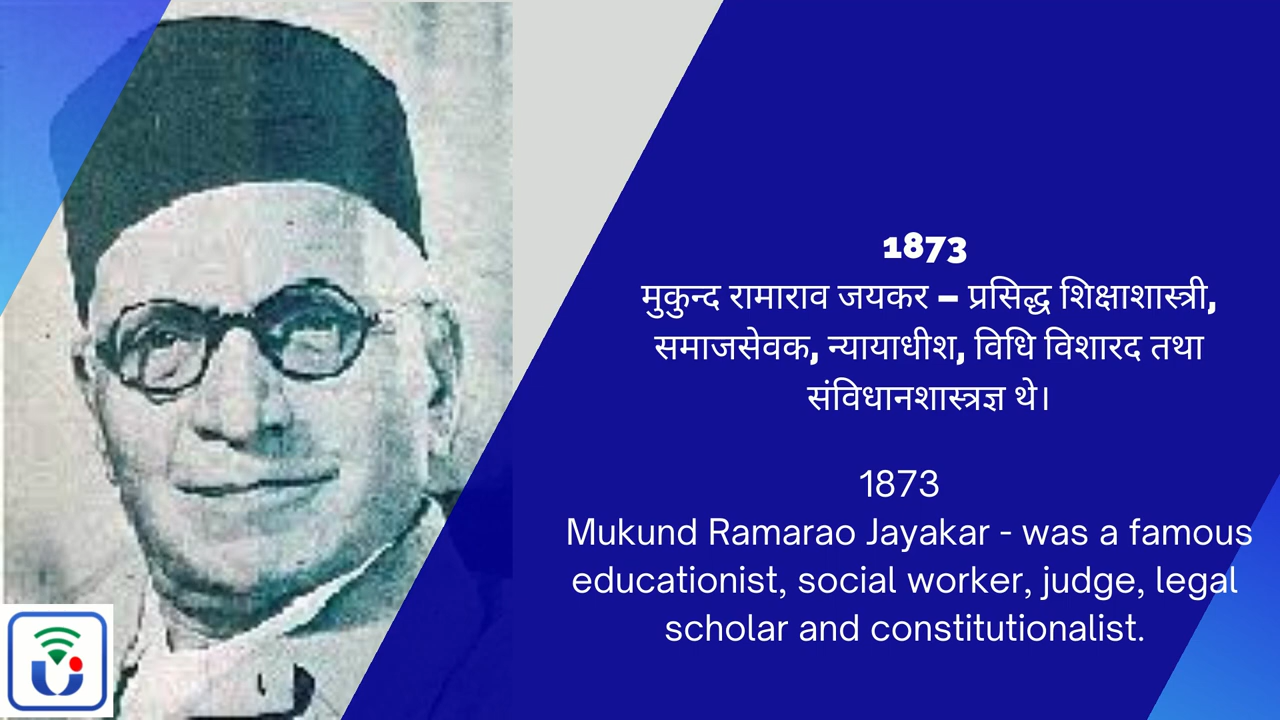 1873
मुकुन्द रामाराव जयकर – प्रसिद्ध शिक्षाशास्त्री,
समाजसेवक, न्यायाधीश, विधि विशारद तथा
संविधानशास्त्रज्ञ थे।
1873
Mukund Ramarao Jayakar - was a famous
educationist, social worker, judge, legal
scholar and constitutionalist.